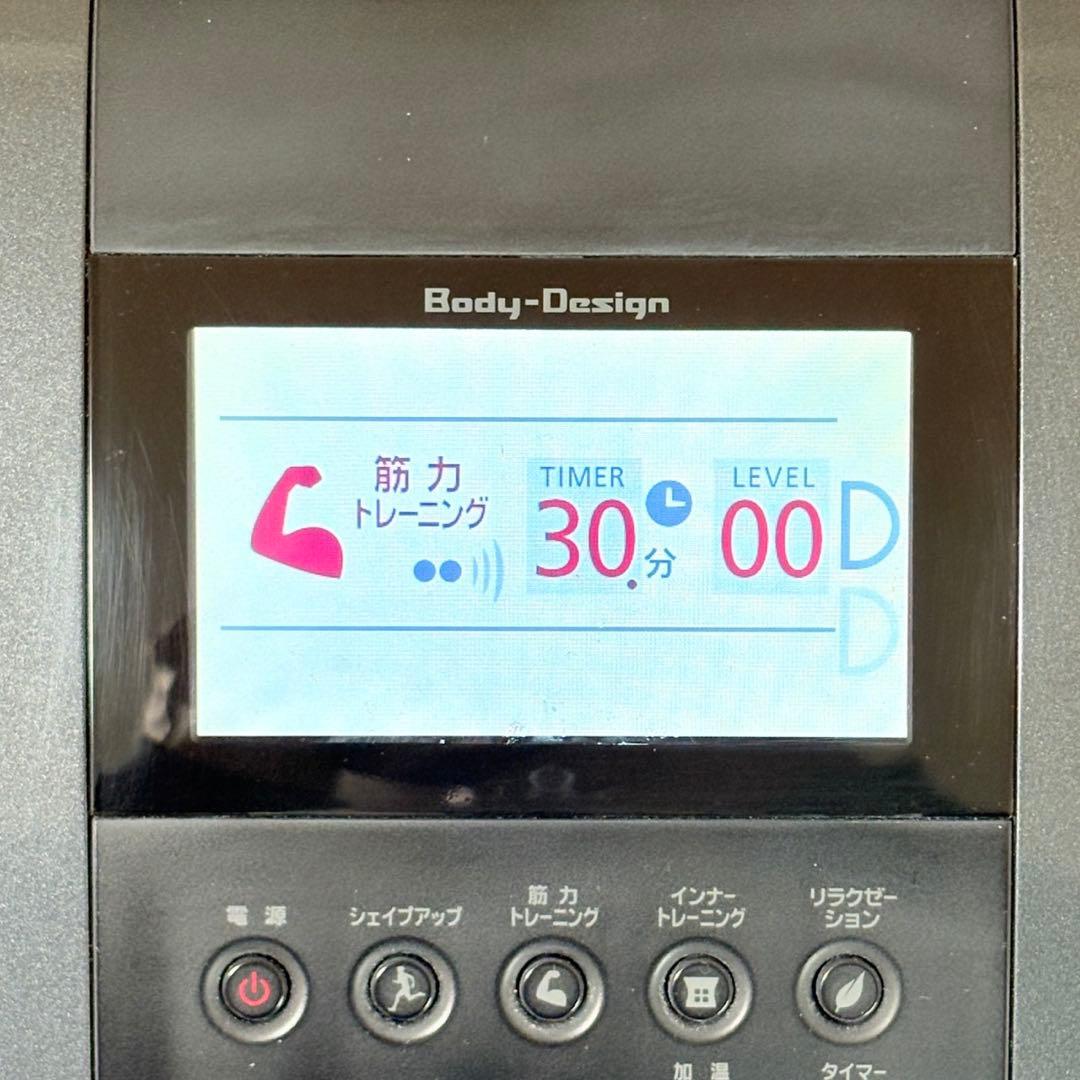 Body-Design
筋力
トレーニング
TIMER
30.
分
LEVEL
00
電源
シェイプアップ
筋力
トレーニング
インナー
トレーニング
リラクゼー
ション
加温
タイマー